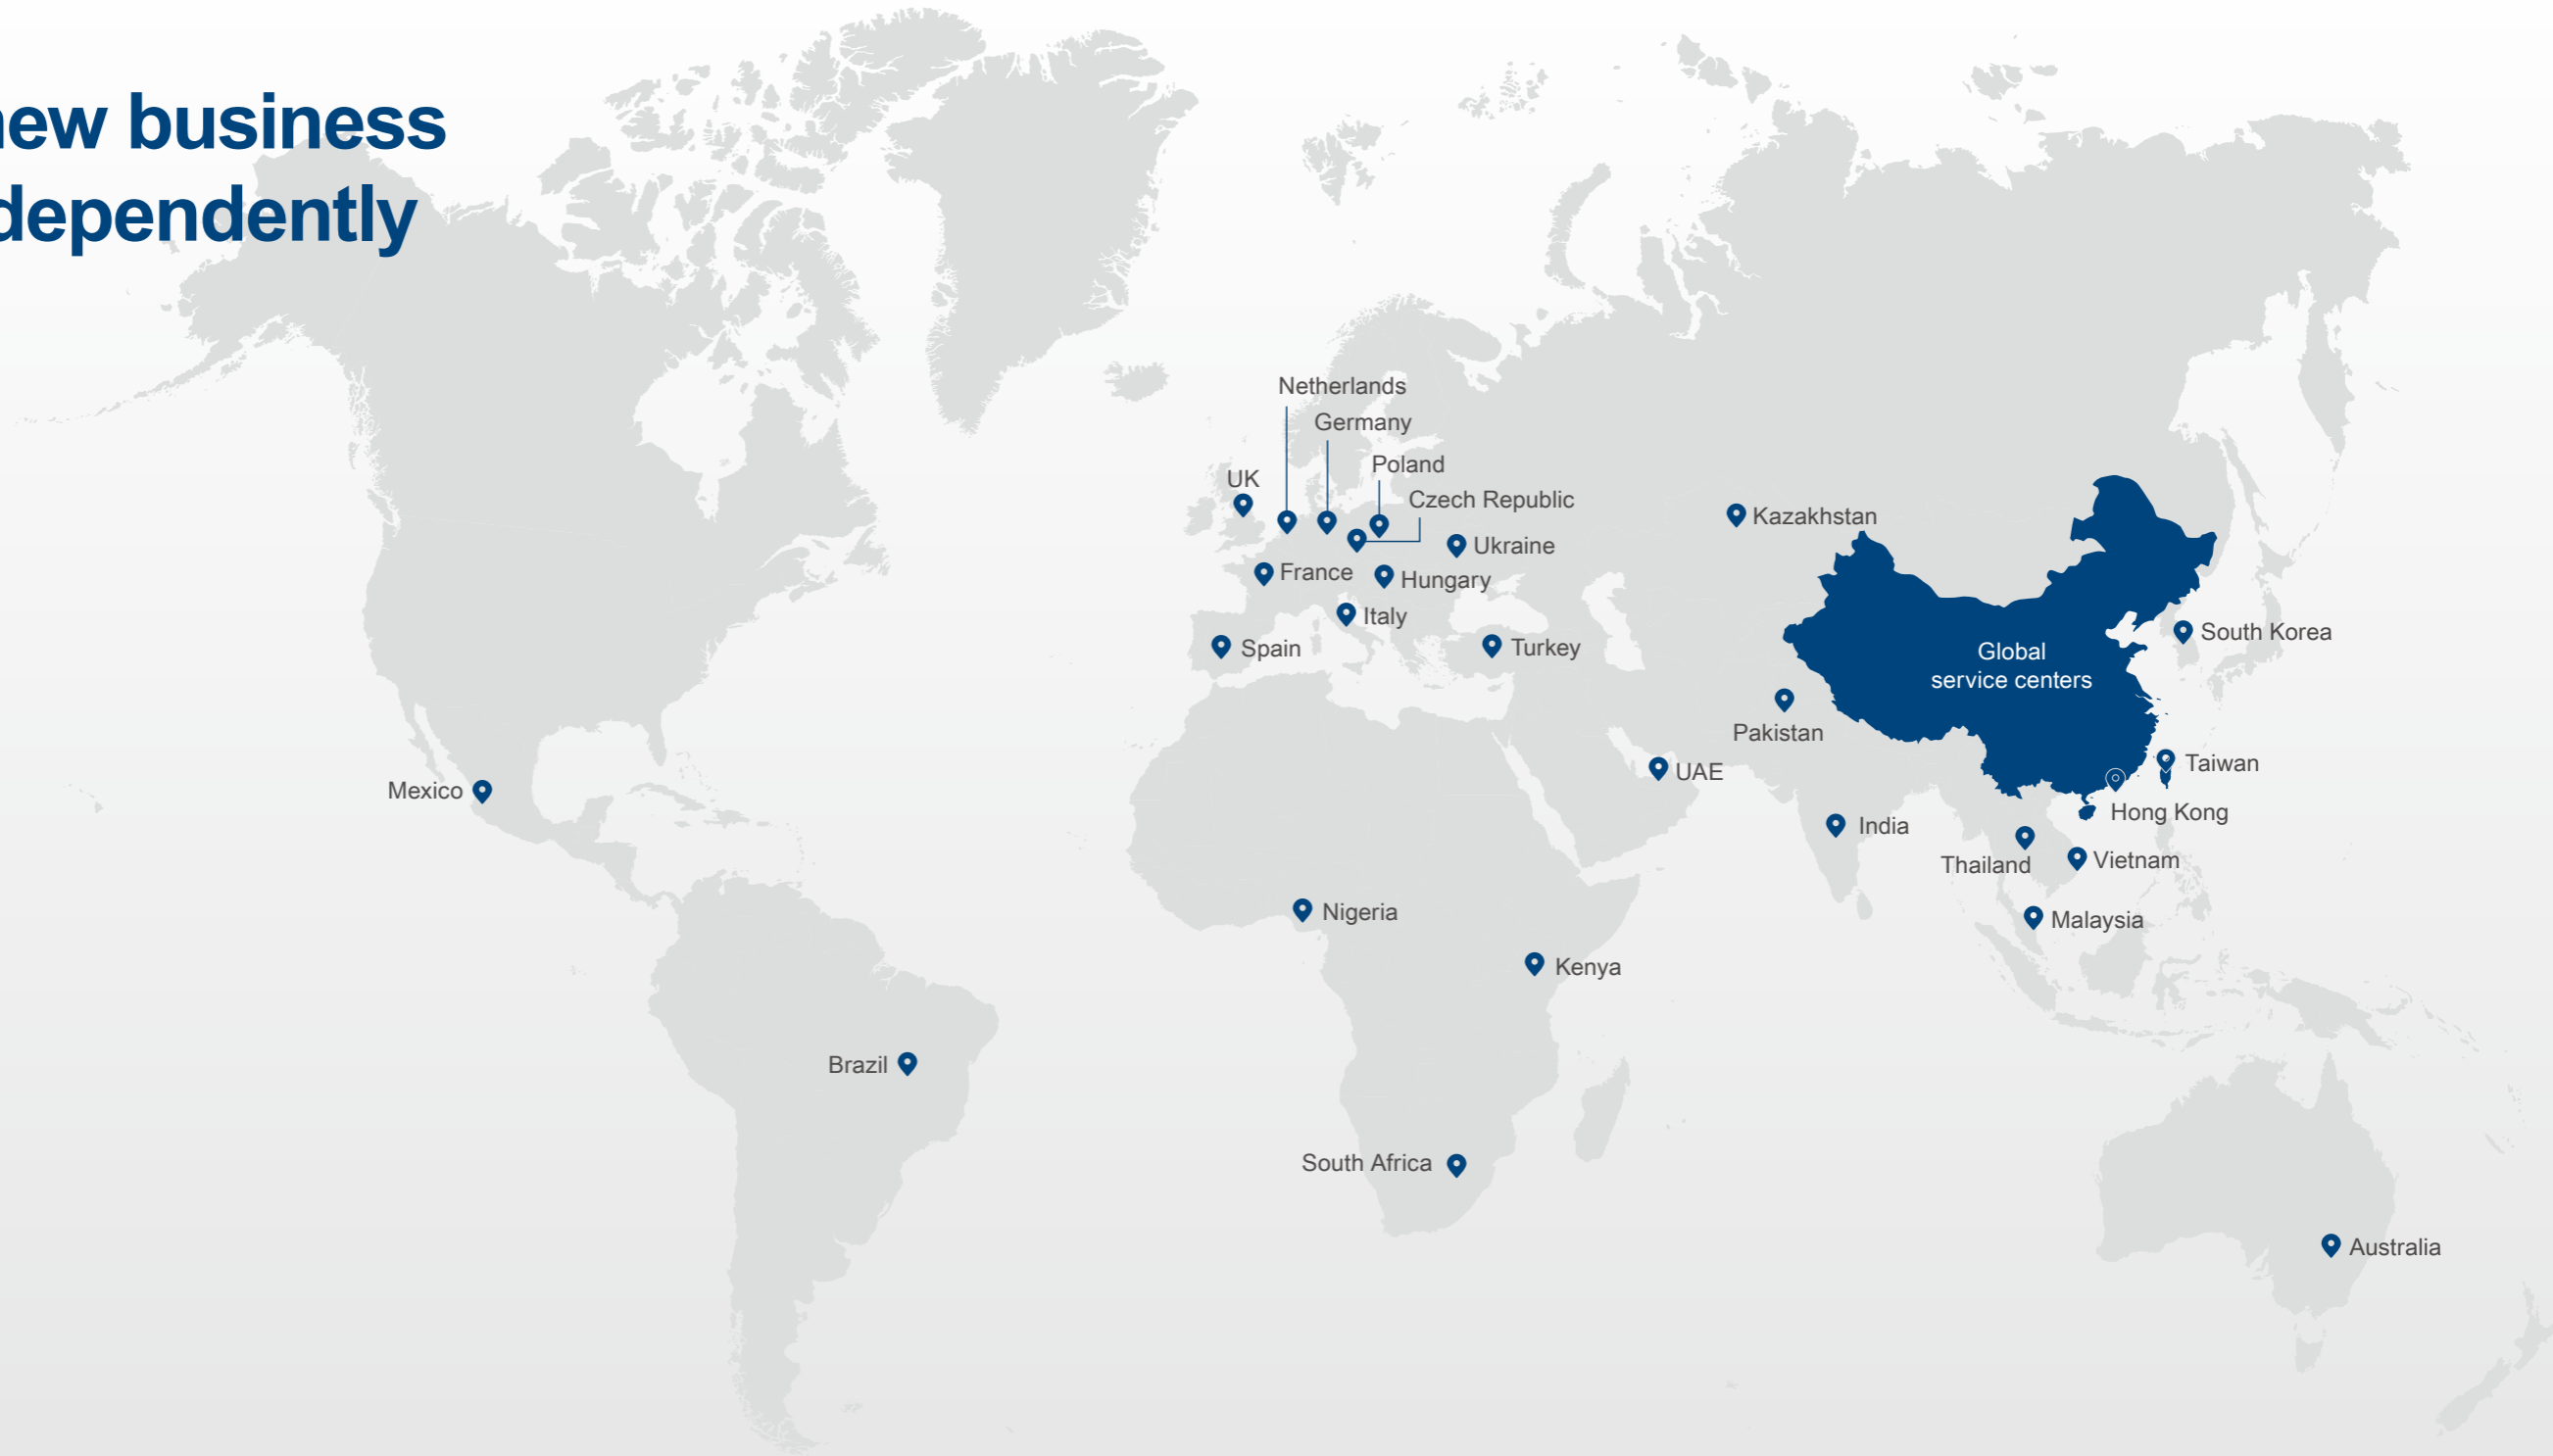 new business
dependently
Netherlands
Germany
UK
Poland
Czech Republic
Kazakhstan
Ukraine
France
Hungary
Italy
South Korea
Spain
Turkey
Global
service centers
Pakistan
Taiwan
UAE
Mexico
Hong Kong
India
Thailand
Vietnam
Nigeria
Malaysia
Kenya
Brazil
South Africa
Australia